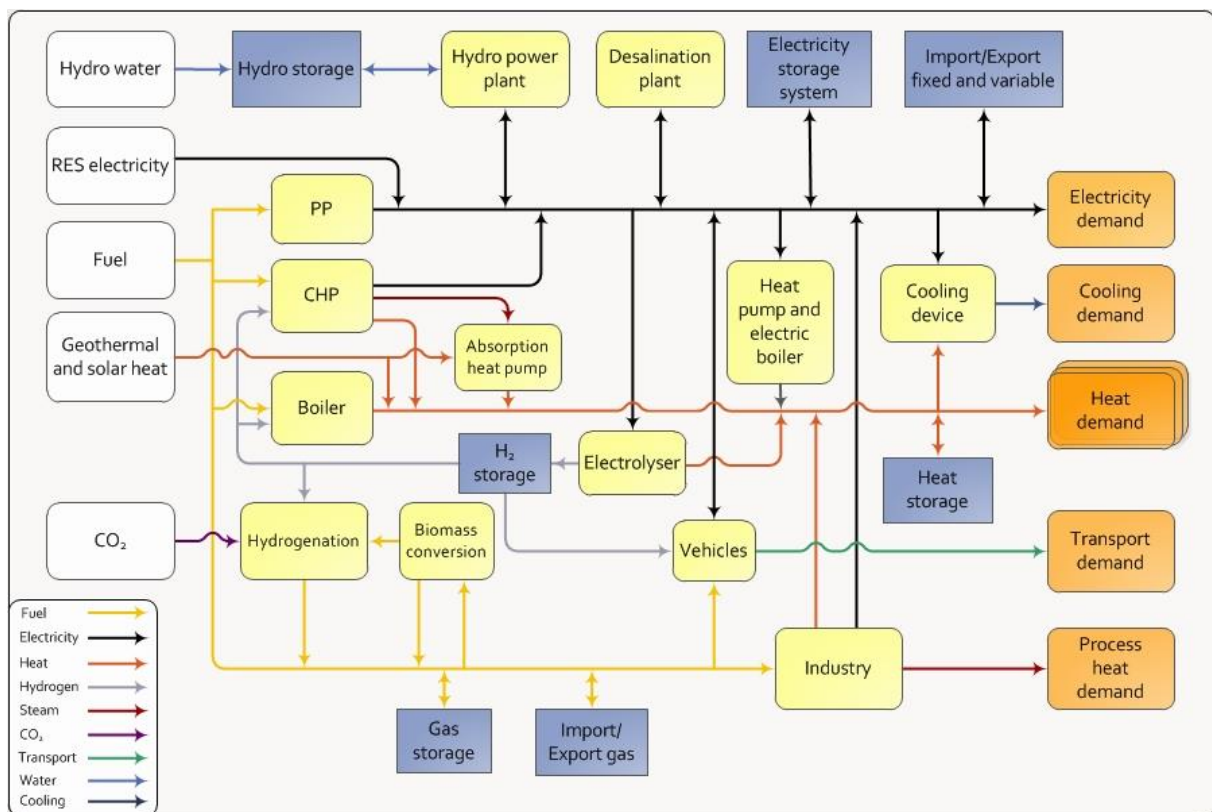 Hydro water
Hydro storage
Hydro power
plant
Desalination
plant
Electricity
storage
system
Import/Export
fixed and variable
RES electricity
PP
Electricity
demand
Fuel
CHP
Heat
pump and
electric
boiler
Cooling
device
Cooling
demand
Geothermal
and solar heat
Absorption
heat pump
Boiler
Heat
demand
H₂
storage
Electrolyser
Heat
storage
CO₂
Hydrogenation
Biomass
conversion
Vehicles
Transport
demand
Industry
Process
heat
demand
Gas
storage
Import/
Export gas
Fuel
Electricity
Heat
Hydrogen
Steam
CO₂
Transport
Water
Cooling